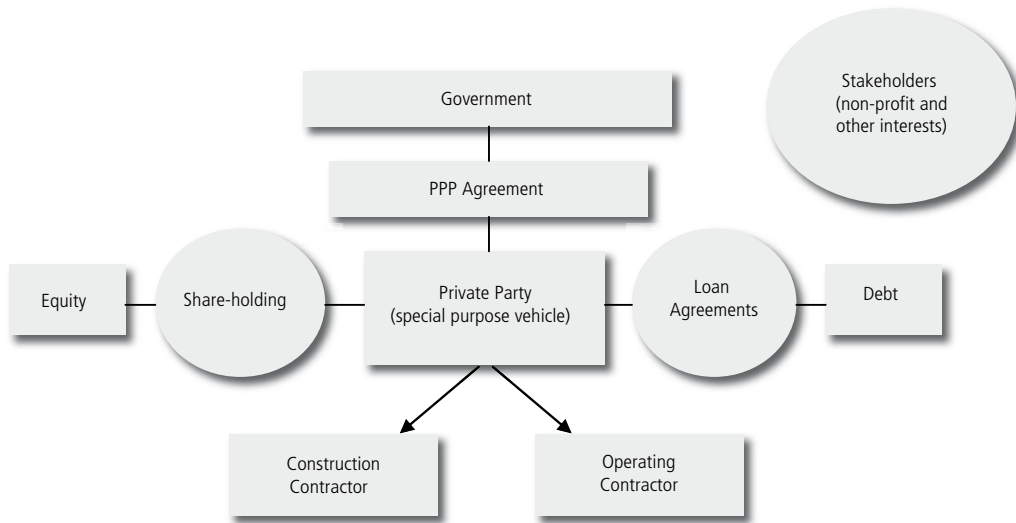 Government
Stakeholders
(non-profit and
other interests)
PPP Agreement
Equity
Share-holding
Private Party
(special purpose vehicle)
Loan
Agreements
Debt
Construction
Contractor
Operating
Contractor